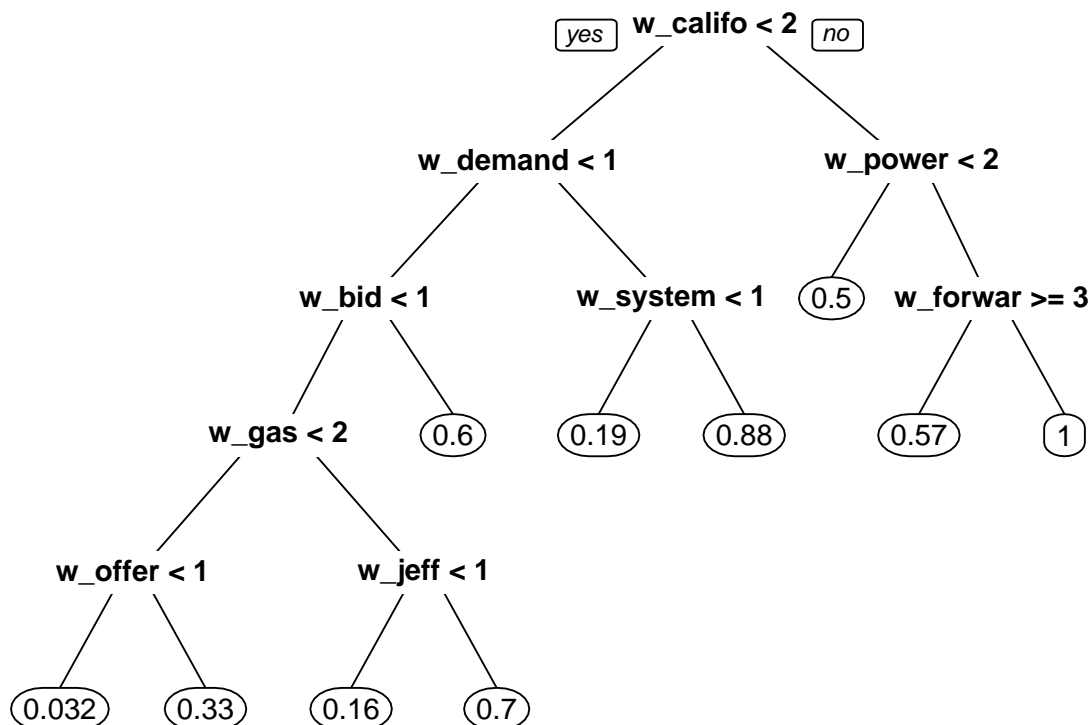 yes w_califo < 2 no
w_demand < 1 w_power < 2
w_bid < 1 w_system < 1 0.5 w_forwar >= 3
w_gas < 2 0.6 0.19 0.88 0.57 1
w_offer < 1 w_jeff < 1
0.032 0.33 0.16 0.7